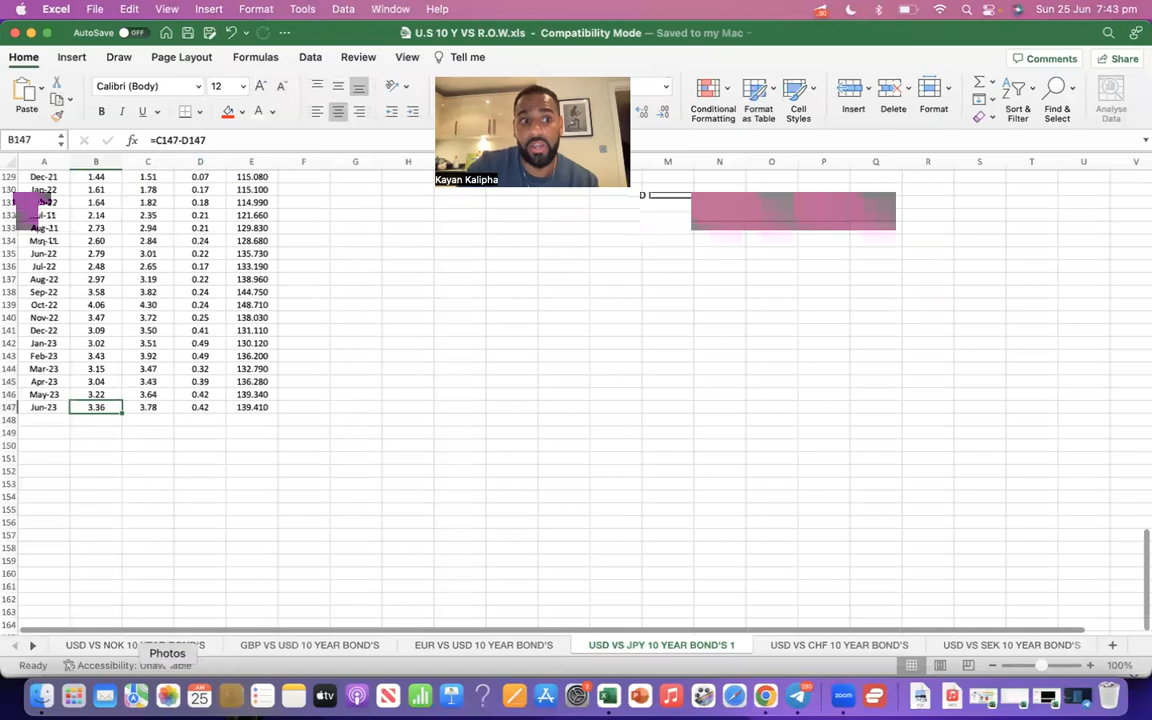 Excel File Edit View Insert Format Tools Data Window Help
Sun 25 Jun 7:43 pm
AutoSave OFF
U.S 10 Y VS R.O.W.xls - Compatibility Mode — Saved to my Mac
Home Insert Draw Page Layout Formulas Data Review View Tell me Comments Share
Paste Calibri (Body) 12 Conditional Formatting Format as Table Cell Styles Insert Delete Format Sort & Filter Find & Select Analyse Data
B147 fx =C147-D147
Kayan Kalipha
A B C D E F G H M N O P Q R S T U V
129 Dec-21 1.44 1.51 0.07 115.080
130 Jan-22 1.61 1.78 0.17 115.100
131 1.64 1.82 0.18 114.990
132 2.14 2.35 0.21 121.660
133 2.73 2.94 0.21 129.830
134 2.60 2.84 0.24 128.680
135 Jun-22 2.79 3.01 0.22 135.730
136 Jul-22 2.48 2.65 0.17 133.190
137 Aug-22 2.97 3.19 0.22 138.960
138 Sep-22 3.58 3.82 0.24 144.750
139 Oct-22 4.06 4.30 0.24 148.710
140 Nov-22 3.47 3.72 0.25 138.030
141 Dec-22 3.09 3.50 0.41 131.110
142 Jan-23 3.02 3.51 0.49 130.120
143 Feb-23 3.43 3.92 0.49 136.200
144 Mar-23 3.15 3.47 0.32 132.790
145 Apr-23 3.04 3.43 0.39 136.280
146 May-23 3.22 3.64 0.42 139.340
147 Jun-23 3.36 3.78 0.42 139.410
148
149
150
151
152
153
154
155
156
157
158
159
160
161
162
163
164
USD VS NOK 10 YEAR BOND'S GBP VS USD 10 YEAR BOND'S EUR VS USD 10 YEAR BOND'S USD VS JPY 10 YEAR BOND'S 1 USD VS CHF 10 YEAR BOND'S USD VS SEK 10 YEAR BOND'S
Photos
Ready Accessibility: Unavailable 100%